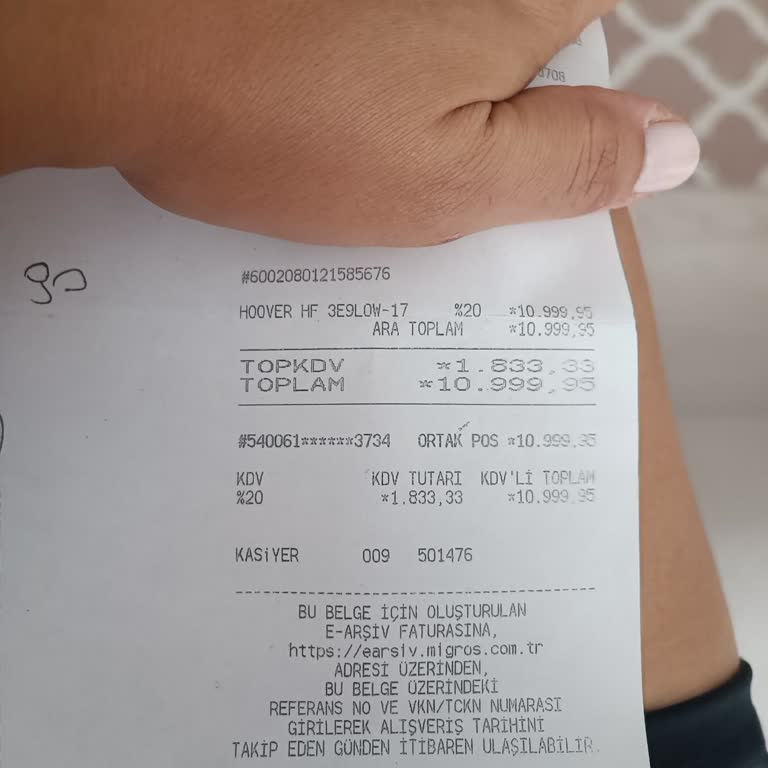 0708
#6002080121585676
HOOVER HF 3E9LOW-17 %20 *10.999,95
ARA TOPLAM *10.999,95
TOPKDV *1.833,33
TOPLAM *10.999,95
#540061******3734 ORTAK POS *10.999,95
KDV KDV TUTARI KDV'Lİ TOPLAM
%20 *1.833,33 *10.999,95
KASİYER 009 501476
BU BELGE İÇİN OLUŞTURULAN
E-ARŞİV FATURASINA,
https://earsiv.migros.com.tr
ADRESİ ÜZERİNDEN,
BU BELGE ÜZERİNDEKİ
REFERANS NO VE VKN/TCKN NUMARASI
GİRİLEREK ALIŞVERİŞ TARİHİNİ
TAKİP EDEN GÜNDEN İTİBAREN ULAŞILABİLİR.